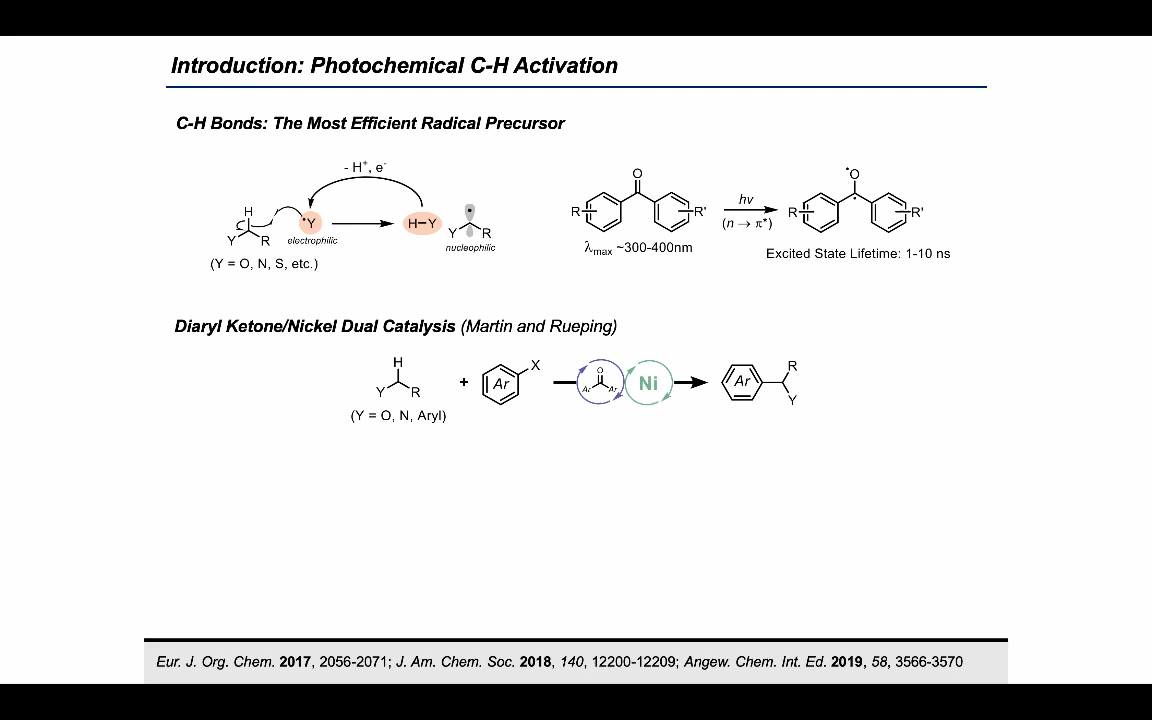 Introduction: Photochemical C-H Activation
C-H Bonds: The Most Efficient Radical Precursor
- H+, e-
H
Y
R
•Y
electrophilic
H–Y
Y
R
nucleophilic
(Y = O, N, S, etc.)
O
R
R'
λmax ~300-400nm
hν
(n → π*)
•O
R
R'
Excited State Lifetime: 1-10 ns
Diaryl Ketone/Nickel Dual Catalysis (Martin and Rueping)
H
Y
R
(Y = O, N, Aryl)
+
Ar
X
O
Ar
Ar
Ni
Ar
R
Y
Eur. J. Org. Chem. 2017, 2056-2071; J. Am. Chem. Soc. 2018, 140, 12200-12209; Angew. Chem. Int. Ed. 2019, 58, 3566-3570